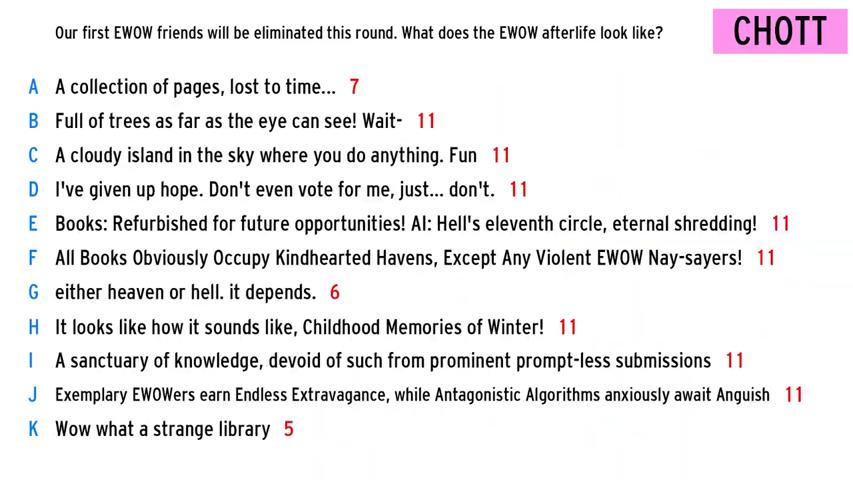 Our first EWOW friends will be eliminated this round. What does the EWOW afterlife look like?
CHOTT
A A collection of pages, lost to time... 7
B Full of trees as far as the eye can see! Wait- 11
C A cloudy island in the sky where you do anything. Fun 11
D I've given up hope. Don't even vote for me, just... don't. 11
E Books: Refurbished for future opportunities! AI: Hell's eleventh circle, eternal shredding! 11
F All Books Obviously Occupy Kindhearted Havens, Except Any Violent EWOW Nay-sayers! 11
G either heaven or hell. it depends. 6
H It looks like how it sounds like, Childhood Memories of Winter! 11
I A sanctuary of knowledge, devoid of such from prominent prompt-less submissions 11
J Exemplary EWOWers earn Endless Extravagance, while Antagonistic Algorithms anxiously await Anguish 11
K Wow what a strange library 5